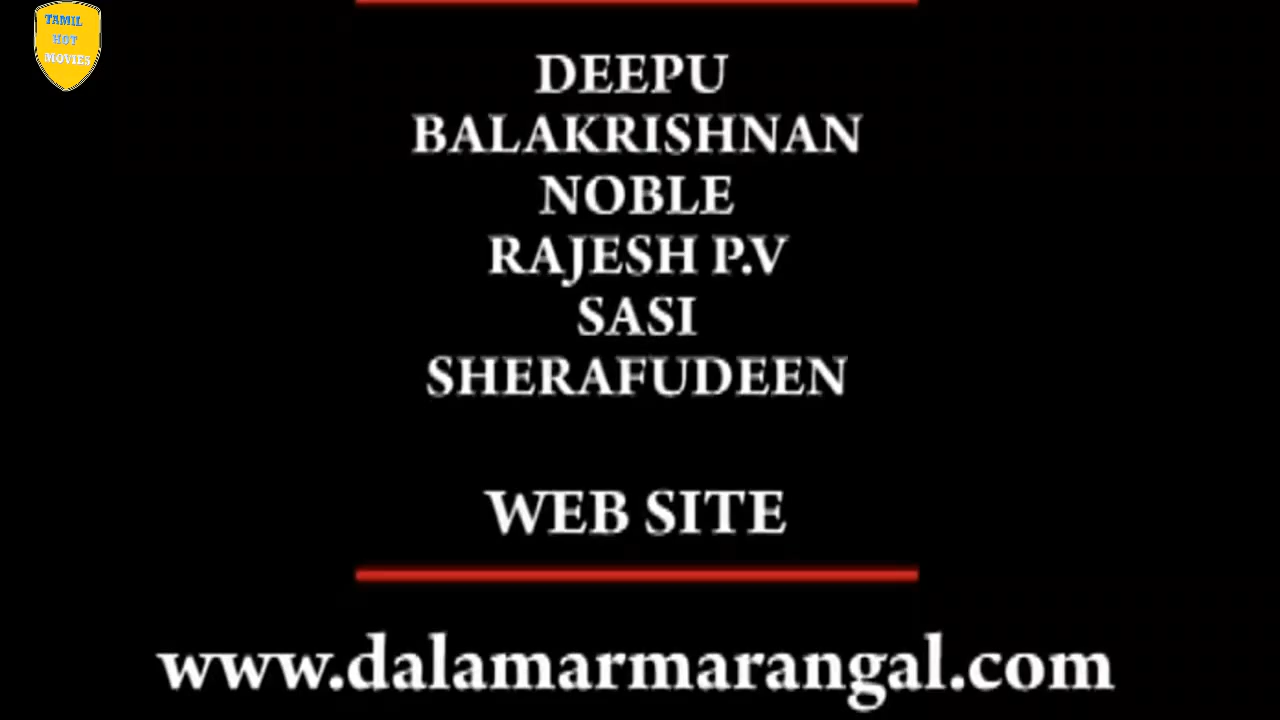 TAMIL
HOT
MOVIES
DEEPU
BALAKRISHNAN
NOBLE
RAJESH P.V
SASI
SHERAFUDEEN
WEB SITE
www.dalamarmarangal.com